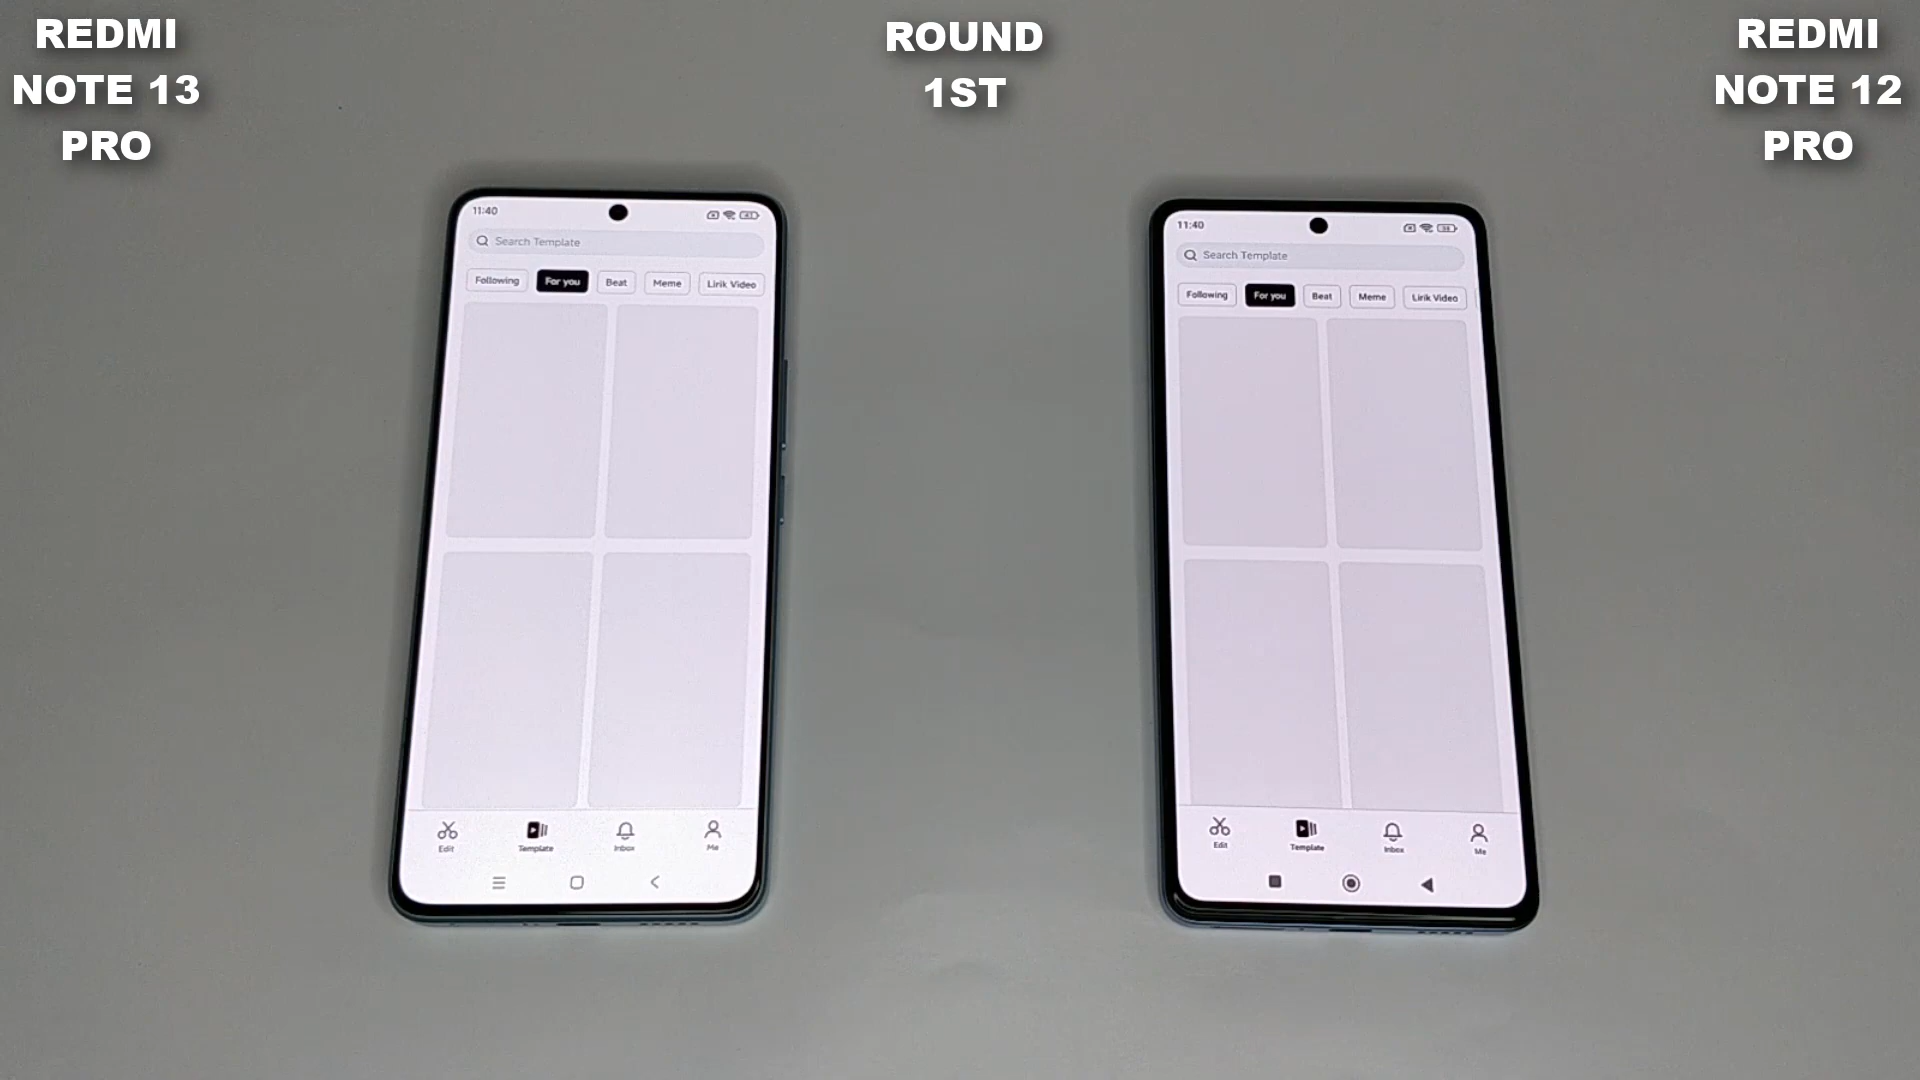 REDMI
NOTE 13
PRO
ROUND
1ST
REDMI
NOTE 12
PRO
11:40
Search Template
Following For you Beat Meme Lirik Video
Edit Template Inbox Me
11:40
Search Template
Following For you Beat Meme Lirik Video
Edit Template Inbox Me